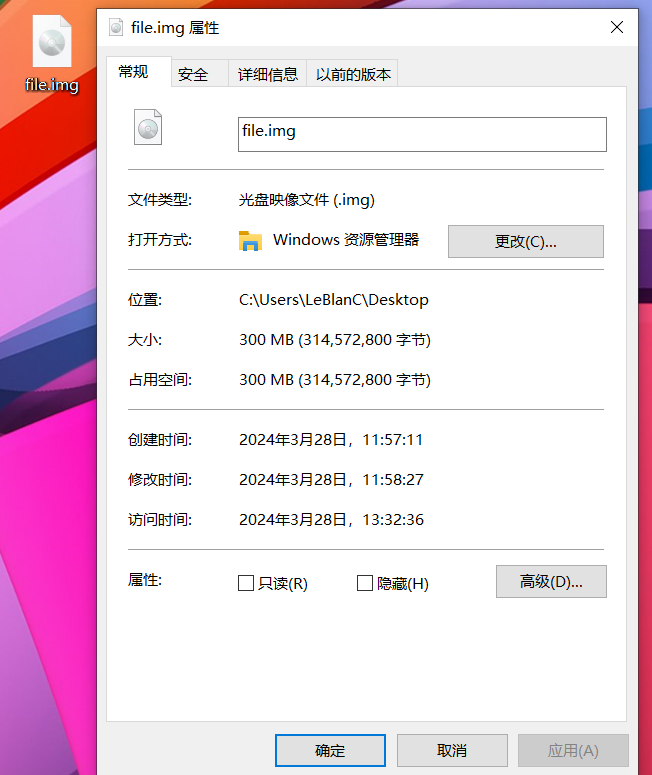 file.img 属性
file.img
常规 安全 详细信息 以前的版本
file.img
文件类型: 光盘映像文件 (.img)
打开方式: Windows 资源管理器 更改(C)...
位置: C:\Users\LeBlanC\Desktop
大小: 300 MB (314,572,800 字节)
占用空间: 300 MB (314,572,800 字节)
创建时间: 2024年3月28日，11:57:11
修改时间: 2024年3月28日，11:58:27
访问时间: 2024年3月28日，13:32:36
属性: 只读(R) 隐藏(H) 高级(D)...
确定 取消 应用(A)